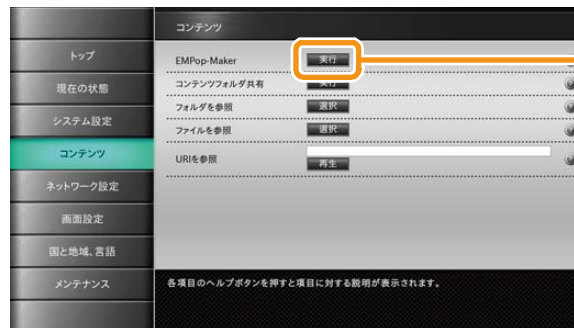 コンテンツ
トップ
現在の状態
システム設定
コンテンツ
ネットワーク設定
画面設定
国と地域、言語
メンテナンス
EMPop-Maker 実行
コンテンツフォルダ共有 実行
フォルダを参照 選択
ファイルを参照 選択
URIを参照
再生
各項目のヘルプボタンを押すと項目に対する説明が表示されます。